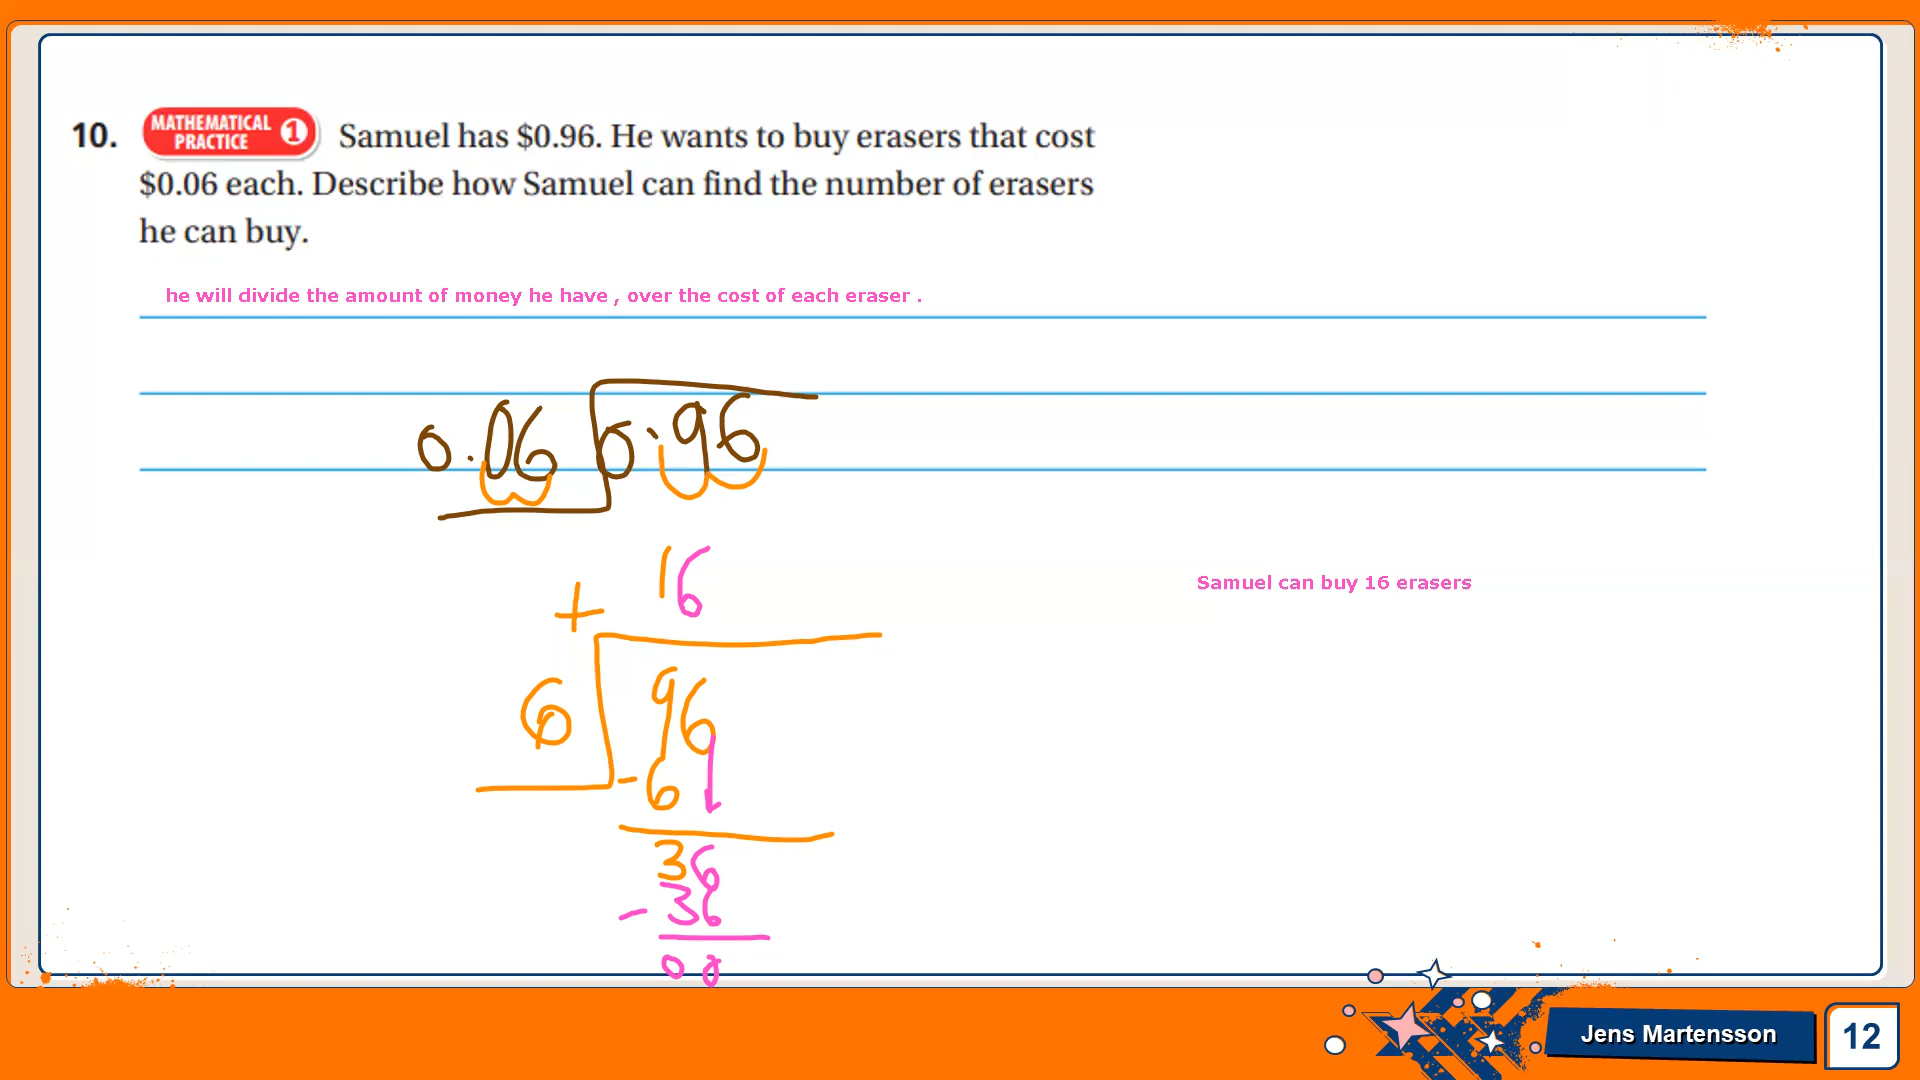 10. MATHEMATICAL PRACTICE 1 Samuel has $0.96. He wants to buy erasers that cost
$0.06 each. Describe how Samuel can find the number of erasers
he can buy.
he will divide the amount of money he have , over the cost of each eraser .
0.06 0.96
16
Samuel can buy 16 erasers
+
6 96
- 6
36
- 36
00
Jens Martensson
12